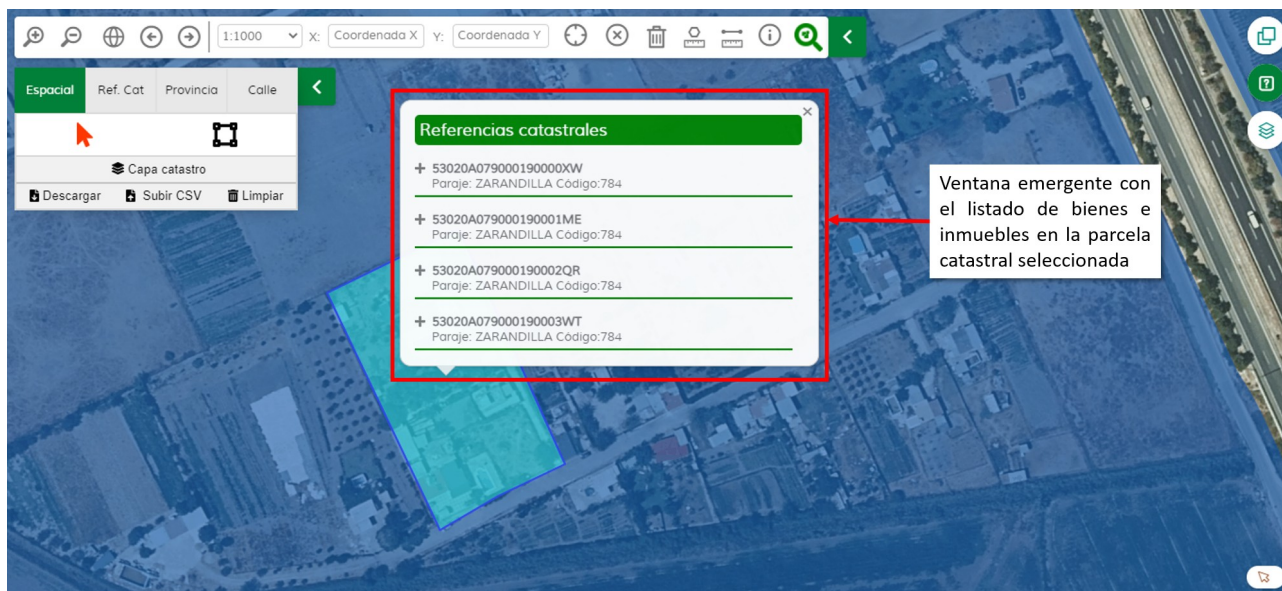 1:1000 X: Coordenada X Y: Coordenada Y
Espacial Ref. Cat Provincia Calle
Capa catastro
Descargar Subir CSV Limpiar
Referencias catastrales
53020A079000190000XW
Paraje: ZARANDILLA Código:784
53020A079000190001ME
Paraje: ZARANDILLA Código:784
53020A079000190002QR
Paraje: ZARANDILLA Código:784
53020A079000190003WT
Paraje: ZARANDILLA Código:784
Ventana emergente con
el listado de bienes e
inmuebles en la parcela
catastral seleccionada